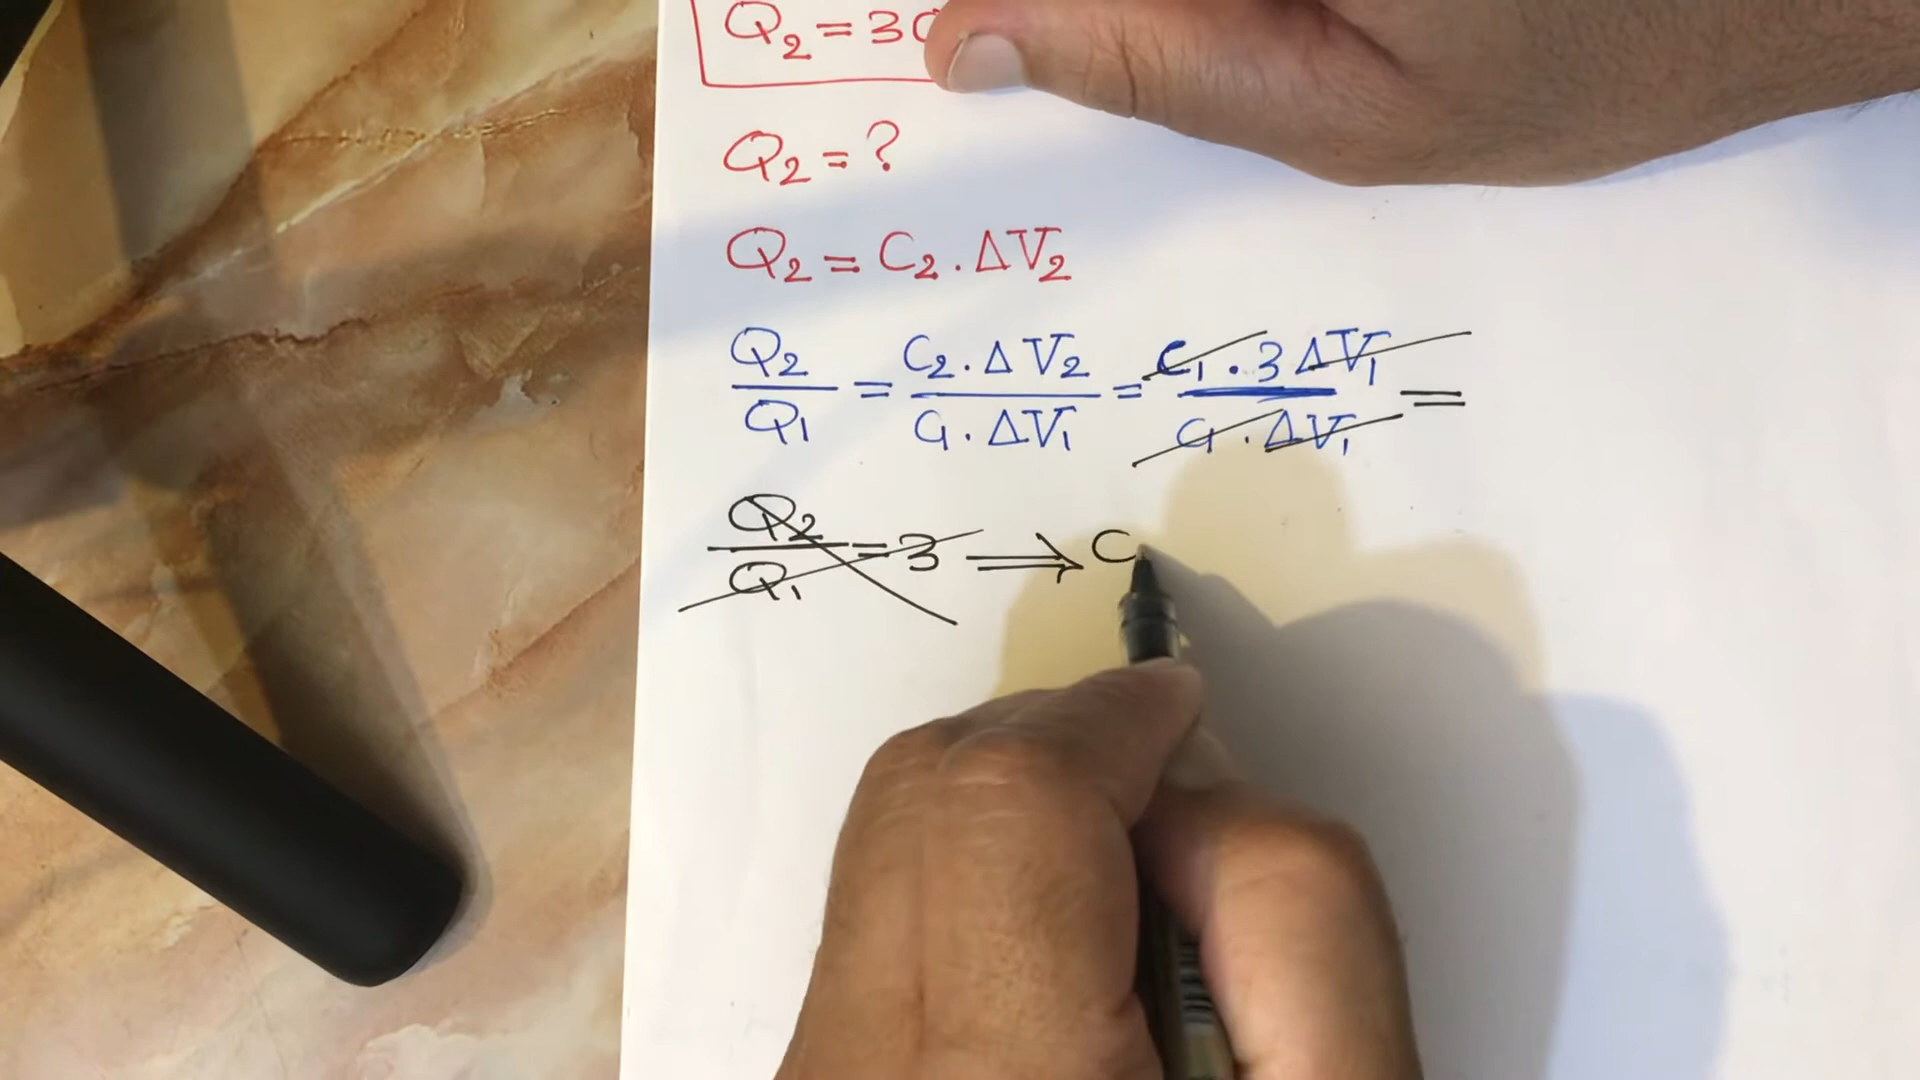 Q₂ = 3
Q₂ = ?
Q₂ = C₂ . ΔV₂
Q₂/Q₁ = C₂ . ΔV₂ / C₁ . ΔV₁ = C₁ . 3 ΔV₁ / C₁ . ΔV₁ =
Q₂/Q₁ = 3 ⟹